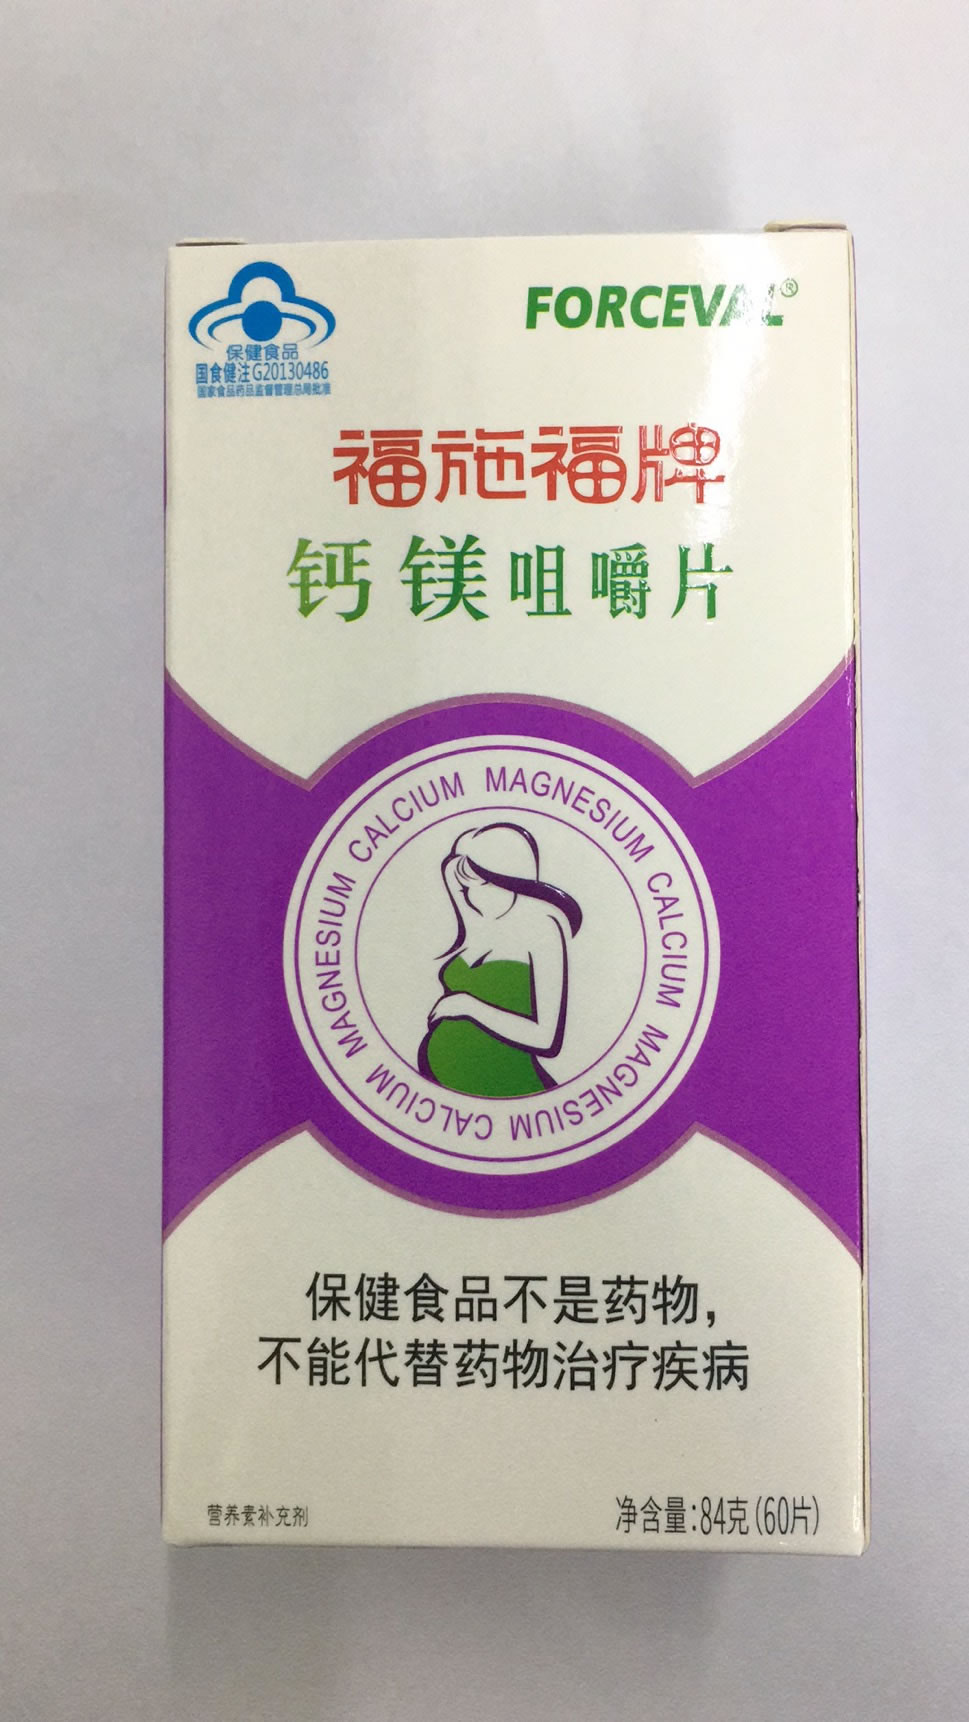 FORCEVAL®
保健食品
国食健注G20130486
国家食品药品监督管理总局批准
福施福牌
钙镁咀嚼片
MAGNESIUM CALCIUM MAGNESIUM CALCIUM MAGNESIUM CALCIUM MAGNESIUM CALCIUM
保健食品不是药物，
不能代替药物治疗疾病
营养素补充剂
净含量:84克(60片)